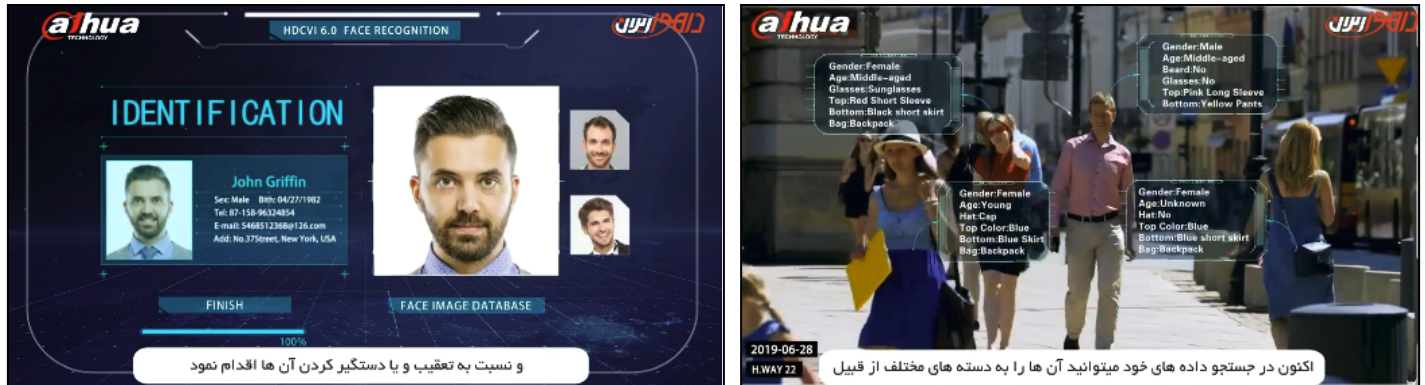 alhua
TECHNOLOGY
HDCVI 6.0 FACE RECOGNITION
داهوا ایران
IDENTIFICATION
John Griffin
Sex: Male Bith: 04/27/1982
Tel: 87-158-96324854
E-mail: 546851236B@126.com
Add: No.37Street, New York, USA
FINISH
FACE IMAGE DATABASE
100%
و نسبت به تعقیب و یا دستگیر کردن آن ها اقدام نمود
alhua
TECHNOLOGY
داهوا ایران
Gender:Female
Age:Middle-aged
Glasses:Sunglasses
Top:Red Short Sleeve
Bottom:Black short skirt
Bag:Backpack
Gender:Male
Age:Middle-aged
Beard:No
Glasses:No
Top:Pink Long Sleeve
Bottom:Yellow Pants
Gender:Female
Age:Young
Hat:Cap
Top Color:Blue
Bottom:Blue Skirt
Bag:Backpack
Gender:Female
Age:Unknown
Hat:No
Top Color:Blue
Bottom:Blue short skirt
Bag:Backpack
2019-06-28
H.WAY 22
اکنون در جستجو داده های خود میتوانید آن ها را به دسته های مختلف از قبیل